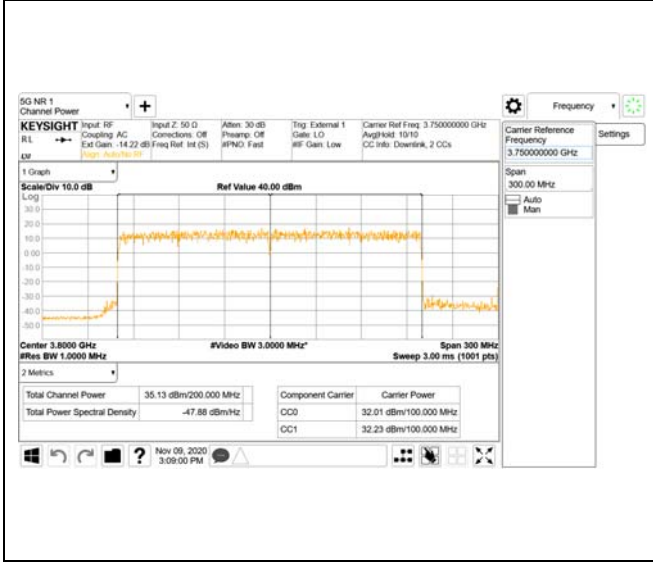 5G NR 1
Channel Power
KEYSIGHT
RL
Input: RF
Coupling: AC
Ext Gain: -14.22 dB
Align: Auto/No RF
Input Z: 50 Ω
Corrections: Off
Freq Ref: Int (S)
Atten: 30 dB
Preamp: Off
#PNO: Fast
Trig: External 1
Gate: LO
#IF Gain: Low
Carrier Ref Freq: 3.750000000 GHz
Avg|Hold: 10/10
CC Info: Downlink, 2 CCs
Frequency
Settings
Carrier Reference
Frequency
3.750000000 GHz
Span
300.00 MHz
Auto
Man
1 Graph
Scale/Div 10.0 dB
Ref Value 40.00 dBm
Log
30.0
20.0
10.0
0.00
-10.0
-20.0
-30.0
-40.0
-50.0
Center 3.8000 GHz
#Res BW 1.0000 MHz
#Video BW 3.0000 MHz*
Span 300 MHz
Sweep 3.00 ms (1001 pts)
2 Metrics
Total Channel Power 35.13 dBm/200.000 MHz
Total Power Spectral Density -47.88 dBm/Hz
Component Carrier Carrier Power
CC0 32.01 dBm/100.000 MHz
CC1 32.23 dBm/100.000 MHz
?
Nov 09, 2020
3:09:00 PM